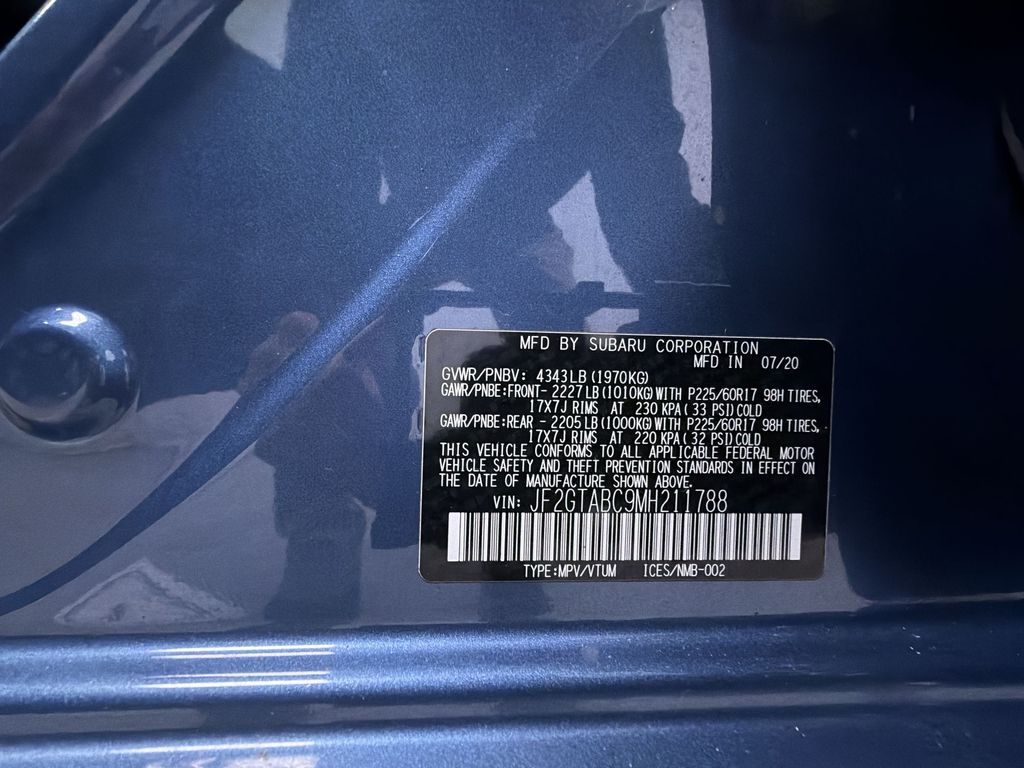 MFD BY SUBARU CORPORATION
MFD IN 07/20
GVWR/PNBV: 4343LB (1970KG)
GAWR/PNBE:FRONT- 2227LB (1010KG) WITH P225/60R17 98H TIRES,
17X7J RIMS AT 230 KPA (33 PSI) COLD
GAWR/PNBE:REAR - 2205LB (1000KG) WITH P225/60R17 98H TIRES,
17X7J RIMS AT 220 KPA (32 PSI) COLD
THIS VEHICLE CONFORMS TO ALL APPLICABLE FEDERAL MOTOR
VEHICLE SAFETY AND THEFT PREVENTION STANDARDS IN EFFECT ON
THE DATE OF MANUFACTURE SHOWN ABOVE.
VIN: JF2GTABC9MH211788
TYPE:MPV/VTUM ICES/NMB-002